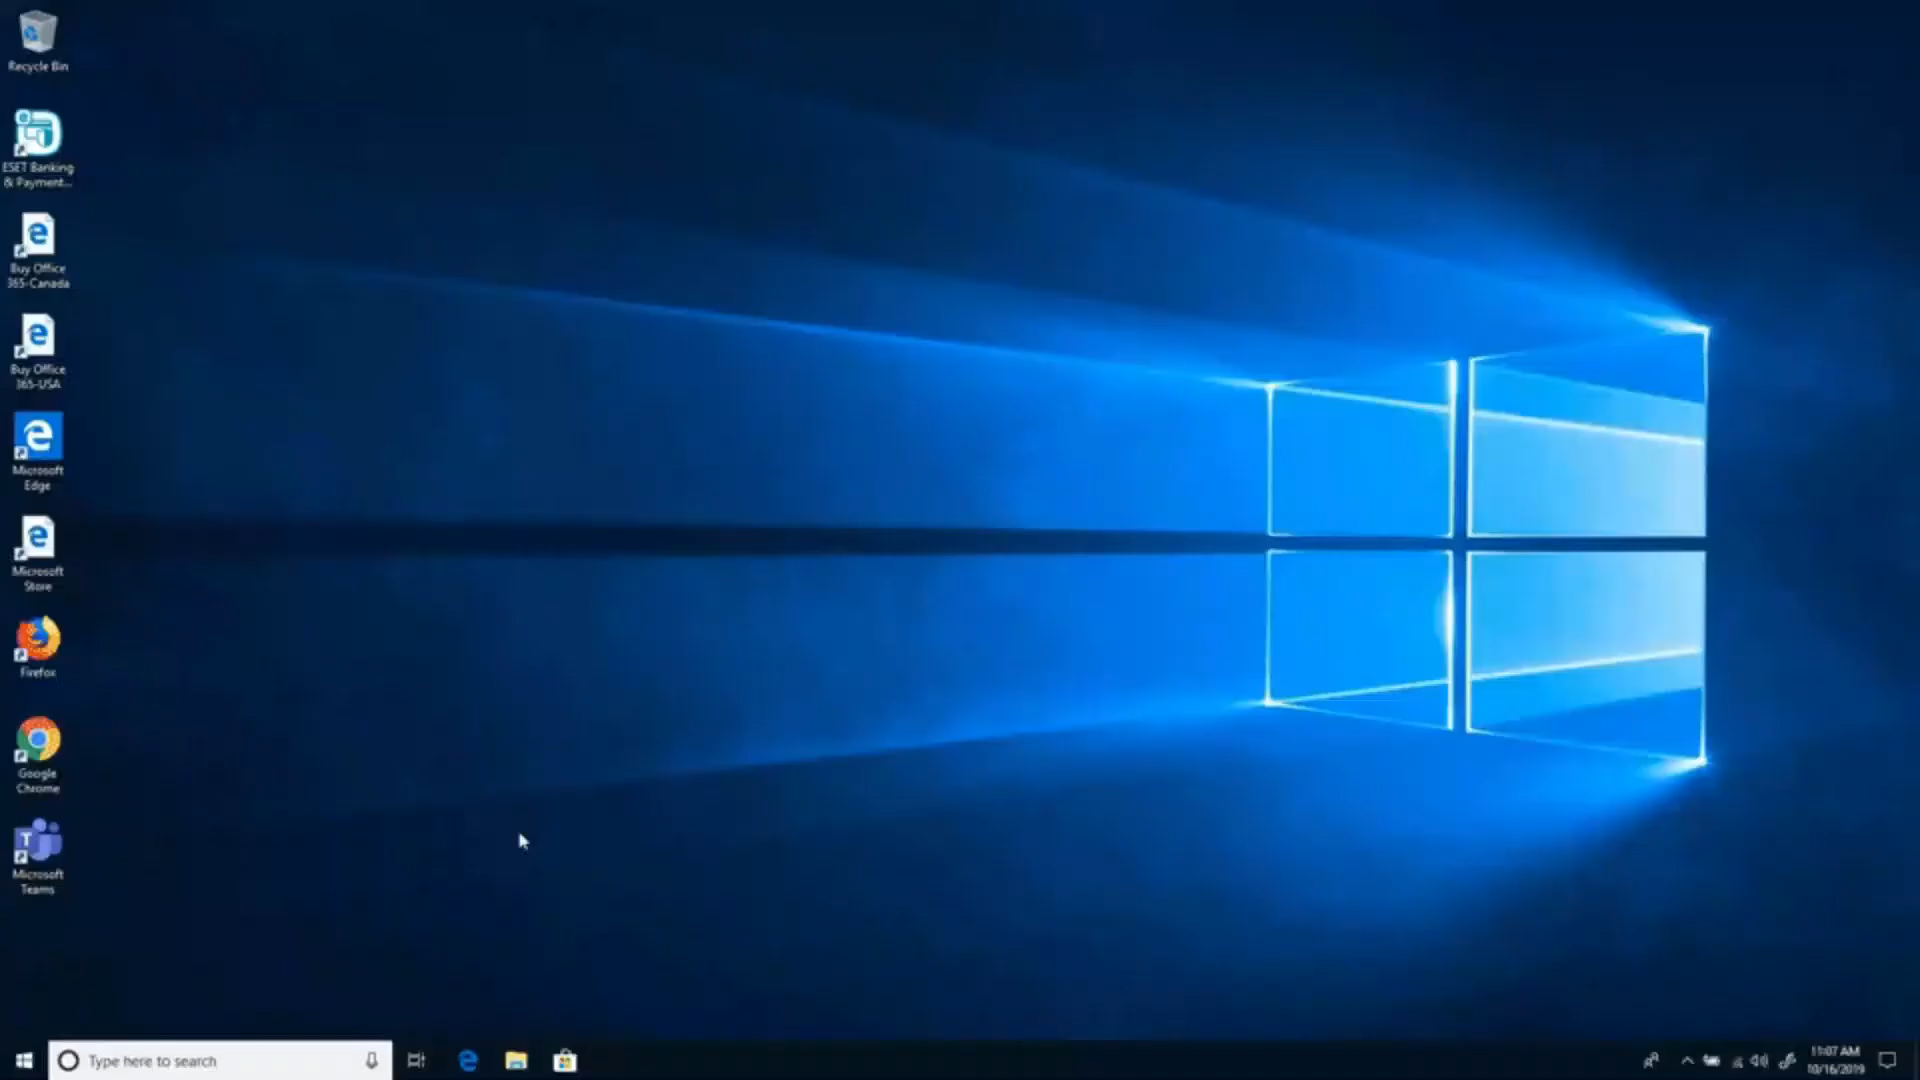 Recycle Bin
ESET Banking
& Payment...
Buy Office
365-Canada
Buy Office
365-USA
Microsoft
Edge
Microsoft
Store
Firefox
Google
Chrome
T
Microsoft
Teams
Type here to search
11:07 AM
10/16/2019